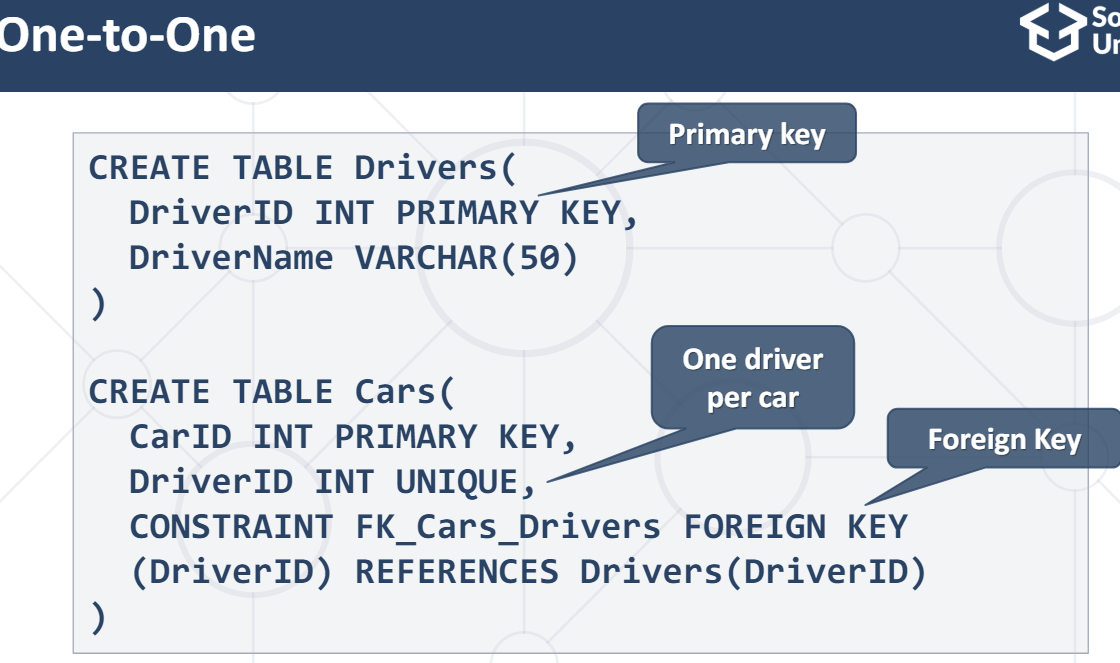 One-to-One
So
Un
Primary key
CREATE TABLE Drivers(
DriverID INT PRIMARY KEY,
DriverName VARCHAR(50)
)
One driver
per car
CREATE TABLE Cars(
CarID INT PRIMARY KEY,
Foreign Key
DriverID INT UNIQUE,
CONSTRAINT FK_Cars_Drivers FOREIGN KEY
(DriverID) REFERENCES Drivers(DriverID)
)